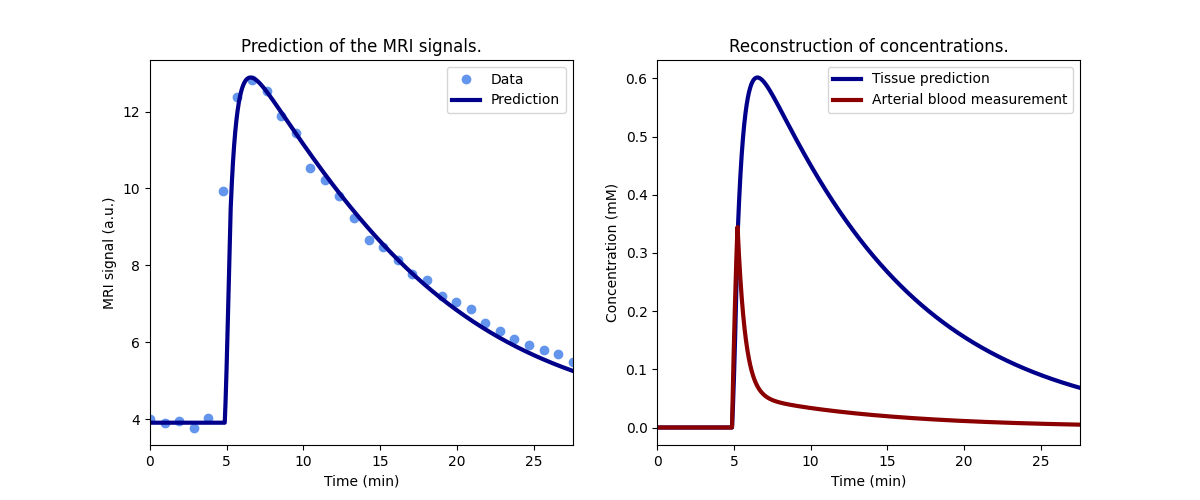 Prediction of the MRI signals.
MRI signal (a.u.)
12
10
8
6
4
0
5
10
15
20
25
Time (min)
Data
Prediction
Reconstruction of concentrations.
Concentration (mM)
0.6
0.5
0.4
0.3
0.2
0.1
0.0
0
5
10
15
20
25
Time (min)
Tissue prediction
Arterial blood measurement